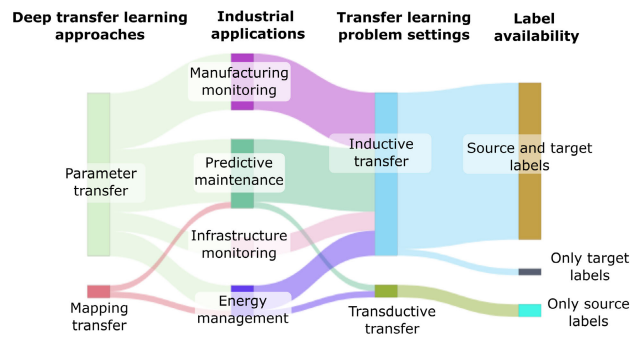 Deep transfer learning
approaches
Industrial
applications
Transfer learning
problem settings
Label
availability
Manufacturing
monitoring
Parameter
transfer
Predictive
maintenance
Inductive
transfer
Source and target
labels
Infrastructure
monitoring
Only target
labels
Mapping
transfer
Energy
management
Transductive
transfer
Only source
labels